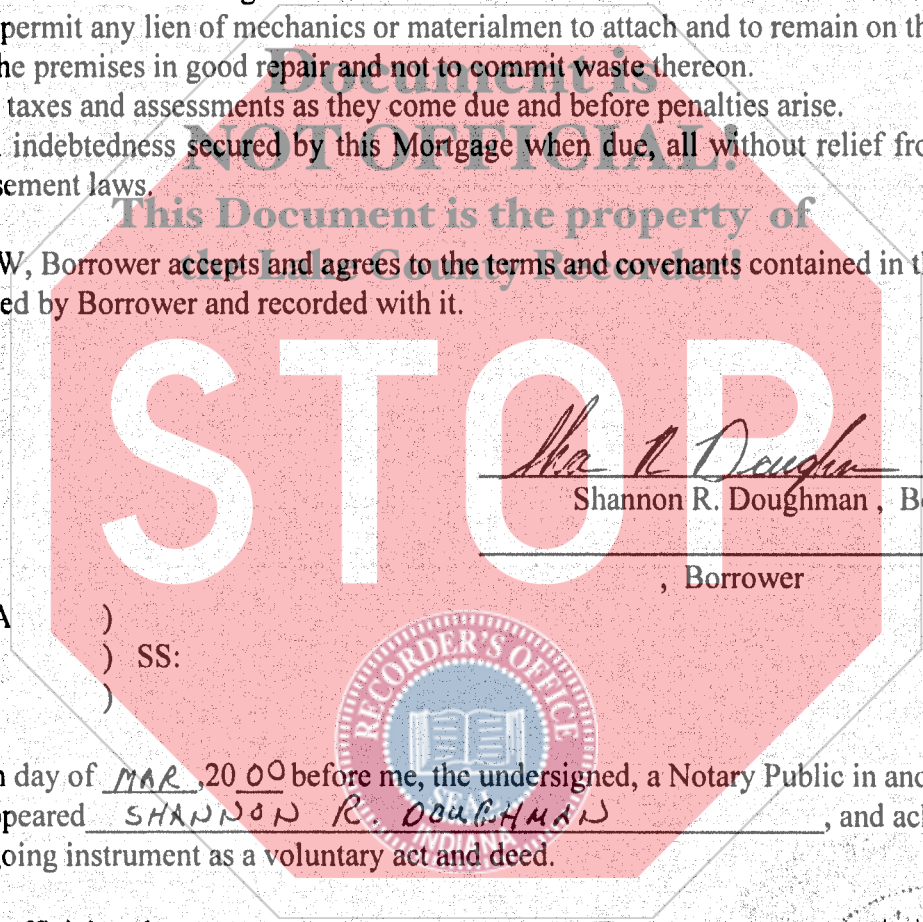 permit any lien of mechanics or materialmen to attach and to remain on th
he premises in good repair and not to commit waste thereon.
Document is
taxes and assessments as they come due and before penalties arise.
NOT OFFICIAL!
indebtedness secured by this Mortgage when due, all without relief fro
sement laws.
This Document is the property of
W, Borrower accepts and agrees to the terms and covenants contained in th
the Lake County Recorder!
ed by Borrower and recorded with it.
STOP
Shannon R. Doughman , B
, Borrower
A )
) SS:
)
RECORDER'S OFFICE
day of MAR ,20 00 before me, the undersigned, a Notary Public in and
SEAL
ppeared SHANNON R. DOUGHMAN , and ac
INDIANA
oing instrument as a voluntary act and deed.